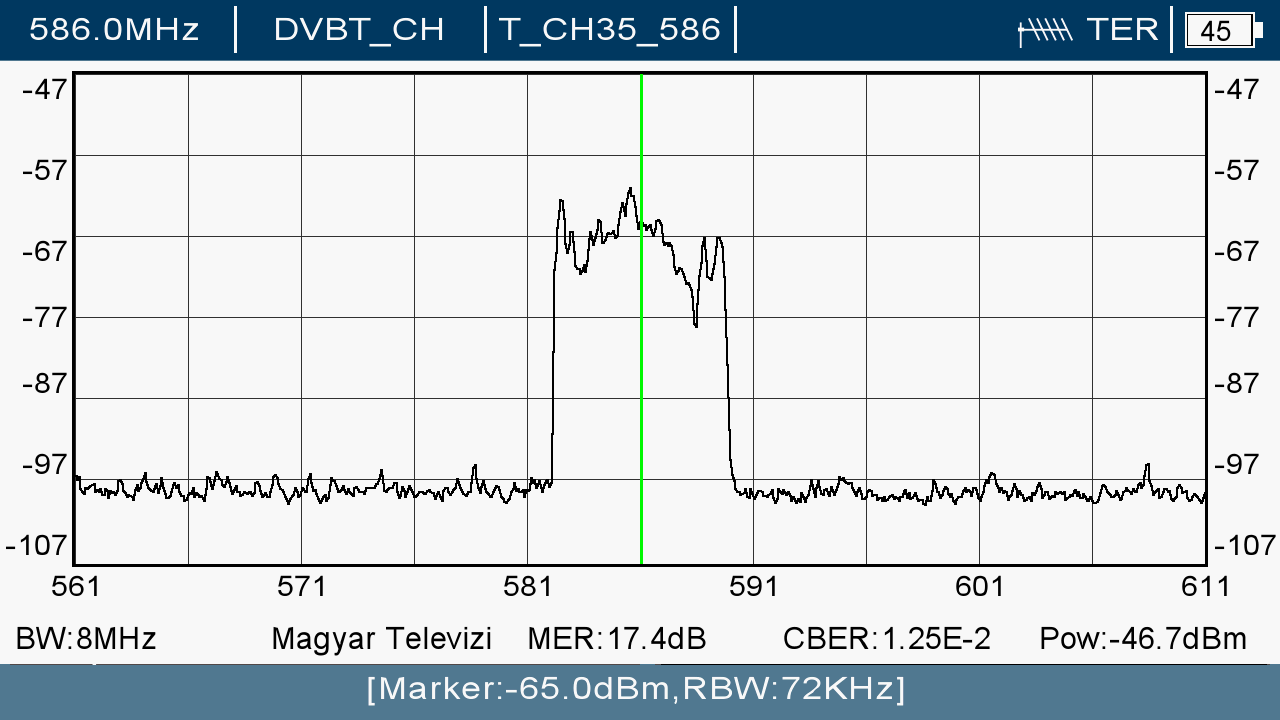 586.0MHz DVBT_CH T_CH35_586 TER 45
-47 -47
-57 -57
-67 -67
-77 -77
-87 -87
-97 -97
-107 -107
561 571 581 591 601 611
BW:8MHz Magyar Televizi MER:17.4dB CBER:1.25E-2 Pow:-46.7dBm
[Marker:-65.0dBm,RBW:72KHz]